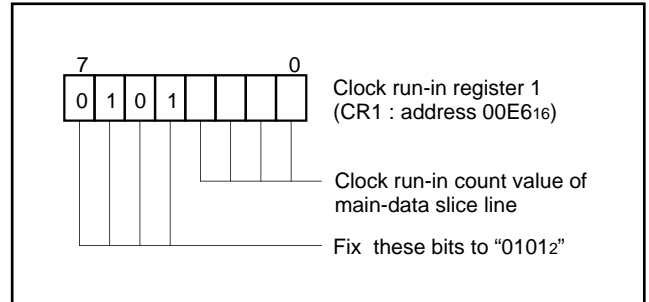 7 0
0 1 0 1
Clock run-in register 1
(CR1 : address 00E616)
Clock run-in count value of
main-data slice line
Fix these bits to “01012”